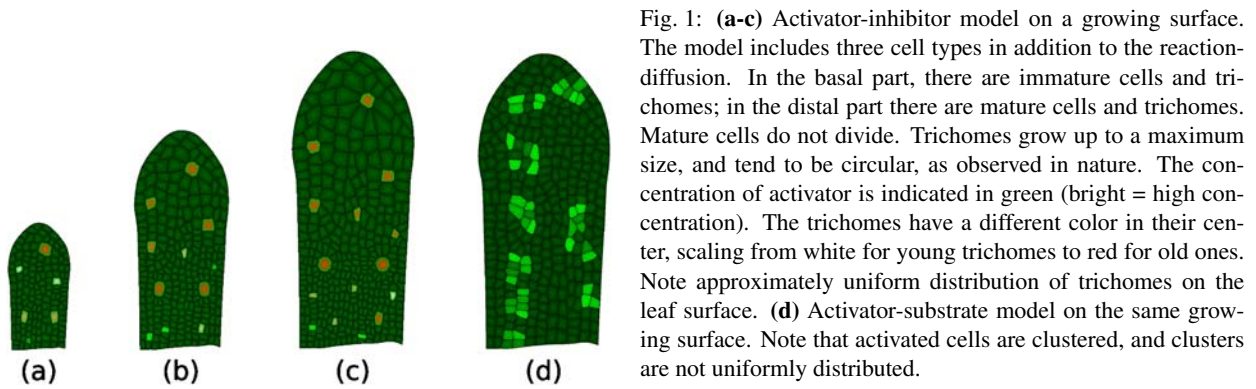 (a)
(b)
(c)
(d)
Fig. 1: (a-c) Activator-inhibitor model on a growing surface.
The model includes three cell types in addition to the reaction-
diffusion. In the basal part, there are immature cells and tri-
chomes; in the distal part there are mature cells and trichomes.
Mature cells do not divide. Trichomes grow up to a maximum
size, and tend to be circular, as observed in nature. The con-
centration of activator is indicated in green (bright = high con-
centration). The trichomes have a different color in their cen-
ter, scaling from white for young trichomes to red for old ones.
Note approximately uniform distribution of trichomes on the
leaf surface. (d) Activator-substrate model on the same grow-
ing surface. Note that activated cells are clustered, and clusters
are not uniformly distributed.